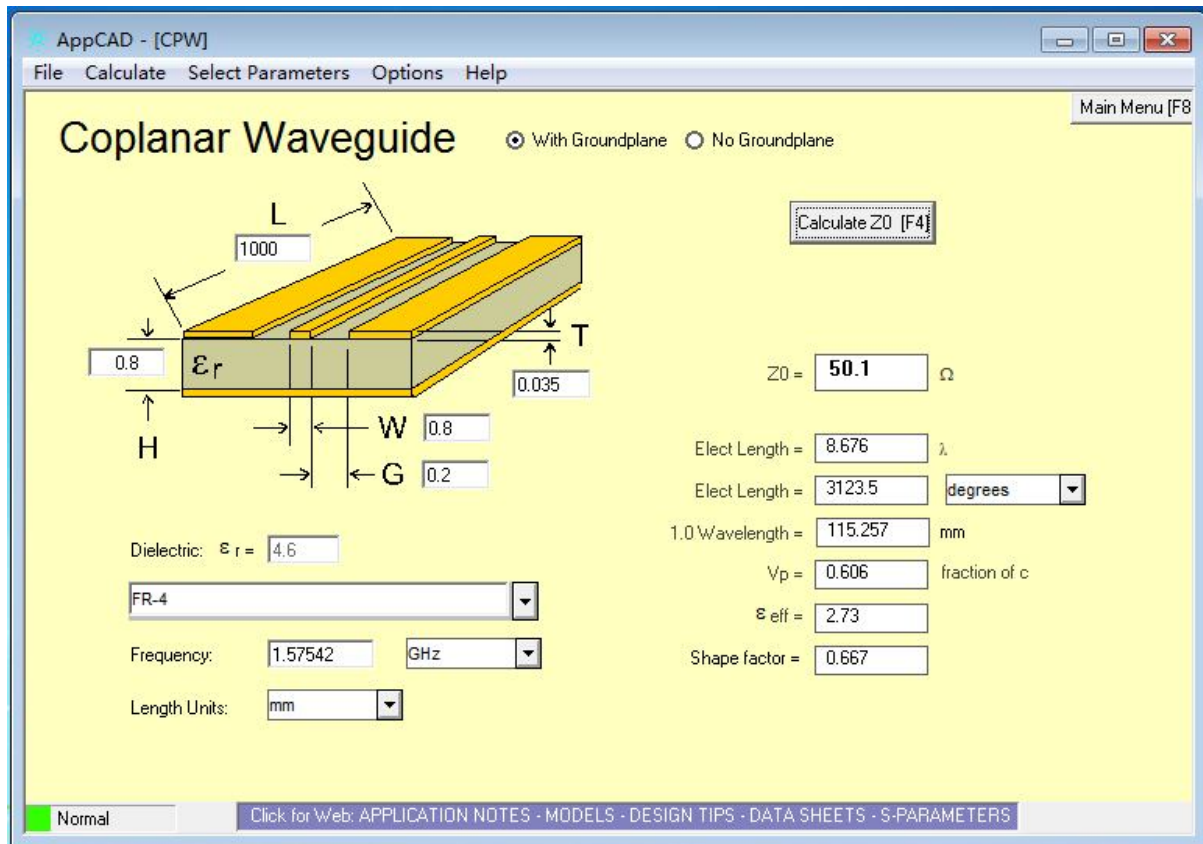 AppCAD - [CPW]
File Calculate Select Parameters Options Help
Main Menu [F8
Coplanar Waveguide
With Groundplane No Groundplane
L
1000
Calculate Z0 [F4]
0.8
εr
T
0.035
H
W 0.8
G 0.2
Z0 = 50.1 Ω
Elect Length = 8.676 λ
Elect Length = 3123.5 degrees
1.0 Wavelength = 115.257 mm
Vp = 0.606 fraction of c
ε eff = 2.73
Shape factor = 0.667
Dielectric: ε r = 4.6
FR-4
Frequency: 1.57542 GHz
Length Units: mm
Normal
Click for Web: APPLICATION NOTES - MODELS - DESIGN TIPS - DATA SHEETS - S-PARAMETERS